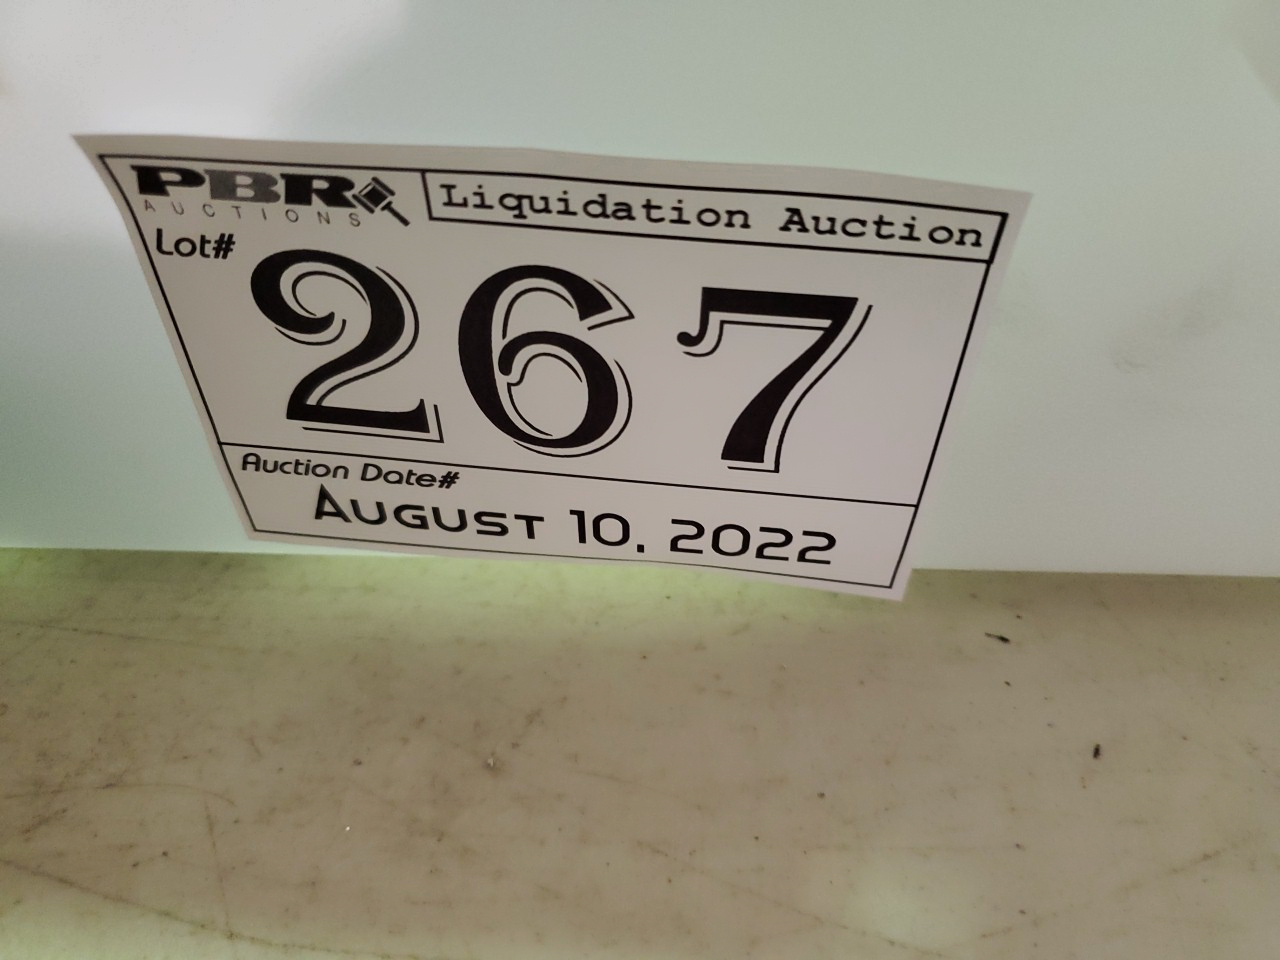 PBR
AUCTIONS
Liquidation Auction
Lot#
267
Auction Date#
AUGUST 10, 2022